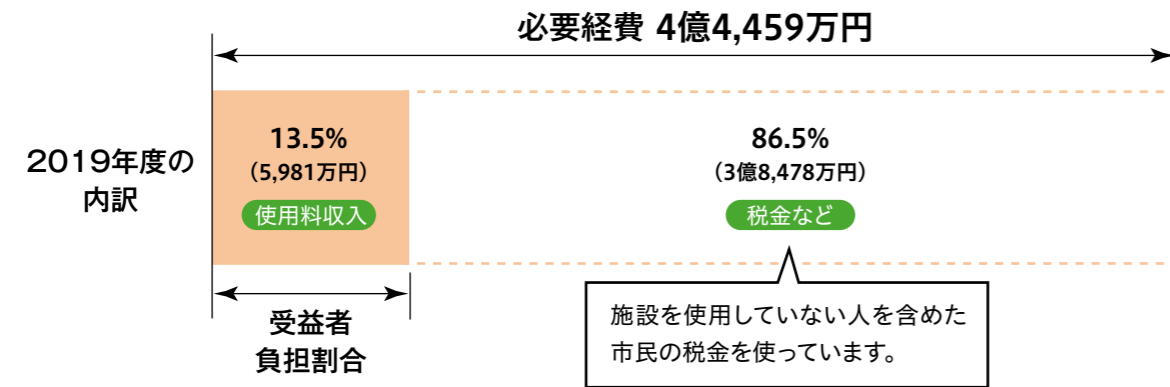 必要経費 4億4,459万円
2019年度の
内訳
13.5%
(5,981万円)
使用料収入
86.5%
(3億8,478万円)
税金など
受益者
負担割合
施設を使用していない人を含めた
市民の税金を使っています。